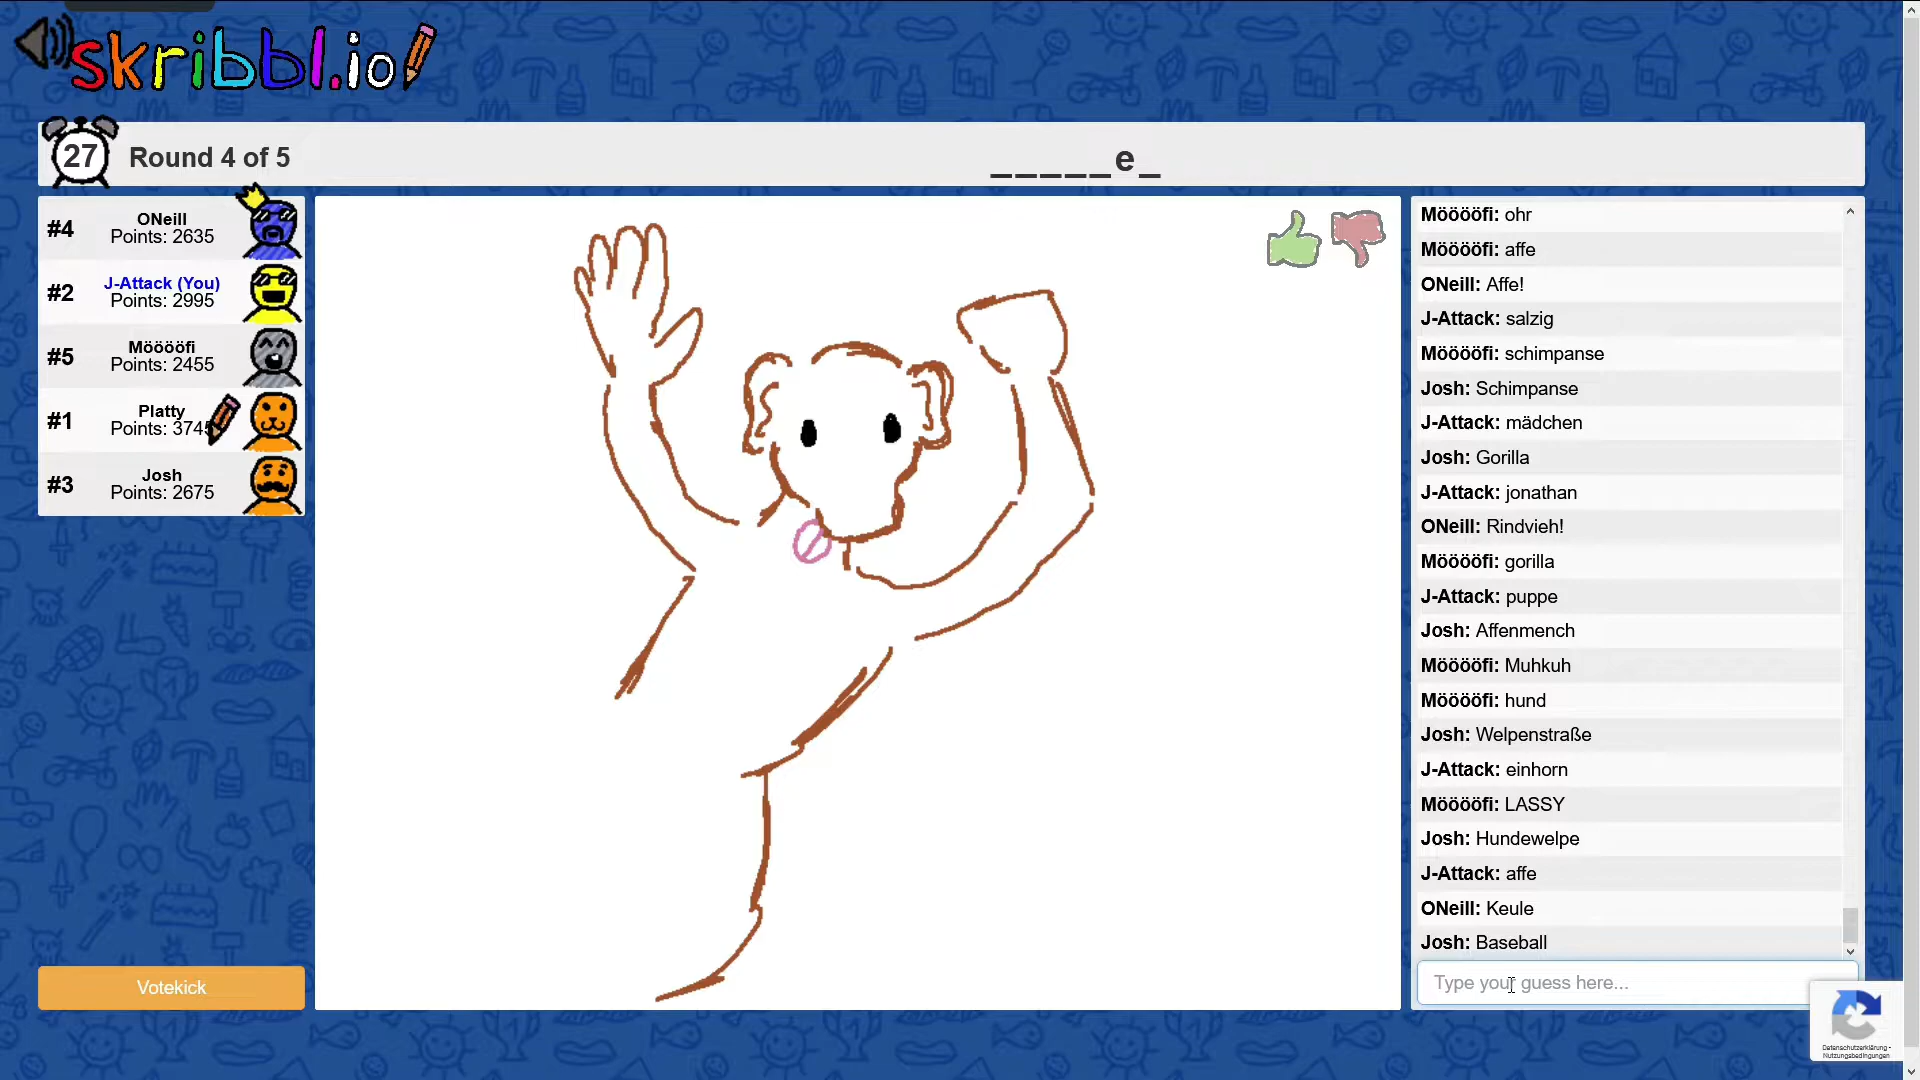 skribbl.io
27
Round 4 of 5
_____e_
#4
ONeill
Points: 2635
#2
J-Attack (You)
Points: 2995
#5
Mööööfi
Points: 2455
#1
Platty
Points: 3745
#3
Josh
Points: 2675
Votekick
Mööööfi: ohr
Mööööfi: affe
ONeill: Affe!
J-Attack: salzig
Mööööfi: schimpanse
Josh: Schimpanse
J-Attack: mädchen
Josh: Gorilla
J-Attack: jonathan
ONeill: Rindvieh!
Mööööfi: gorilla
J-Attack: puppe
Josh: Affenmench
Mööööfi: Muhkuh
Mööööfi: hund
Josh: Welpenstraße
J-Attack: einhorn
Mööööfi: LASSY
Josh: Hundewelpe
J-Attack: affe
ONeill: Keule
Josh: Baseball
Type your guess here...
Datenschutzerklärung -
Nutzungsbedingungen